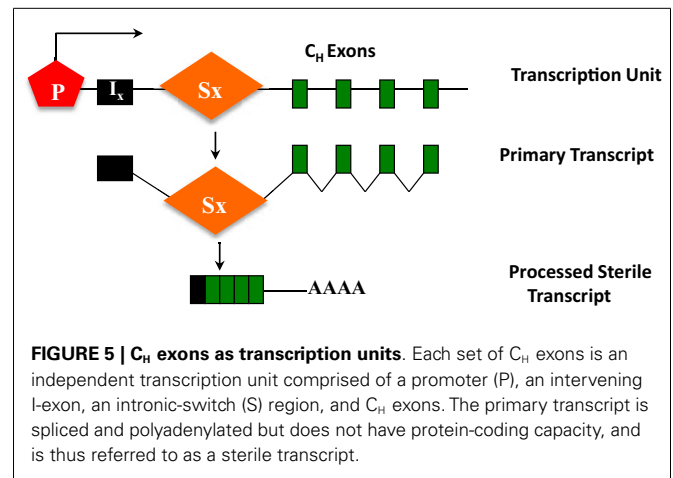 C_H Exons
P
I_x
Sx
Transcription Unit
Primary Transcript
Sx
AAAA
Processed Sterile
Transcript
FIGURE 5 | C_H exons as transcription units. Each set of C_H exons is an
independent transcription unit comprised of a promoter (P), an intervening
I-exon, an intronic-switch (S) region, and C_H exons. The primary transcript
is spliced and polyadenylated but does not have protein-coding capacity, and
is thus referred to as a sterile transcript.